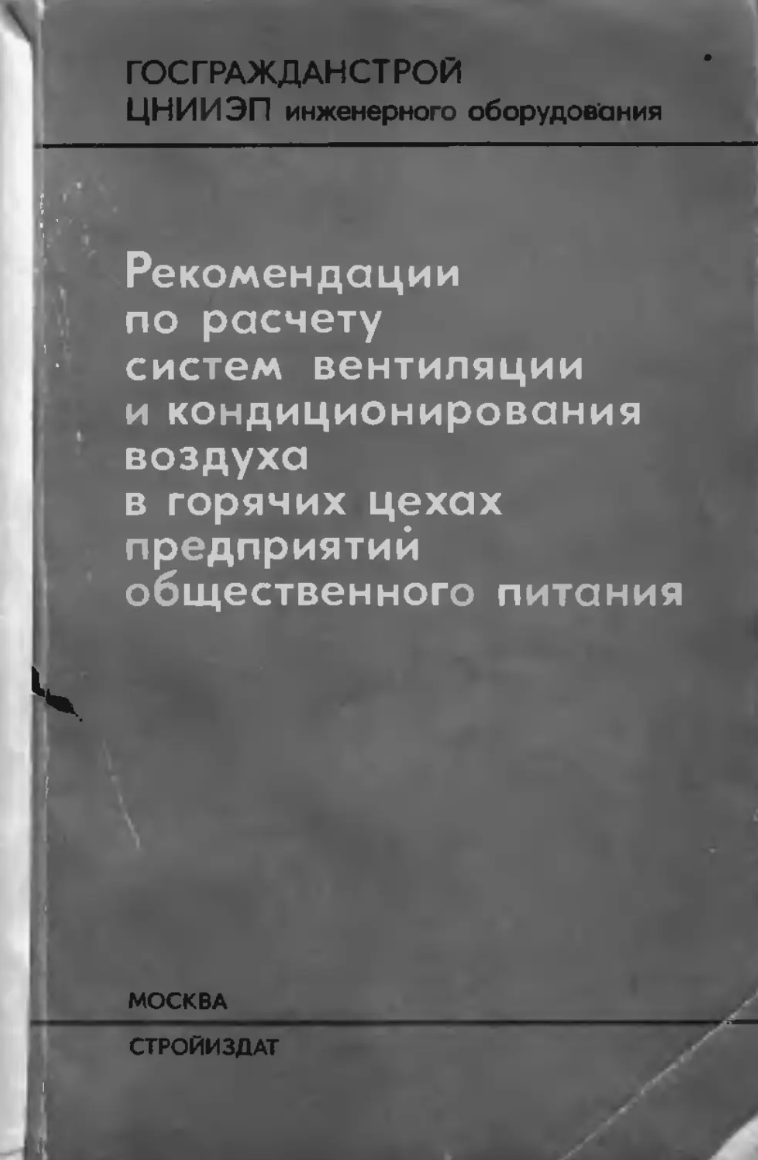 ГОСГРАЖДАНСТРОЙ
ЦНИИЭП инженерного оборудования
Рекомендации
по расчету
систем вентиляции
и кондиционирования
воздуха
в горячих цехах
предприятий
общественного питания
МОСКВА
СТРОЙИЗДАТ